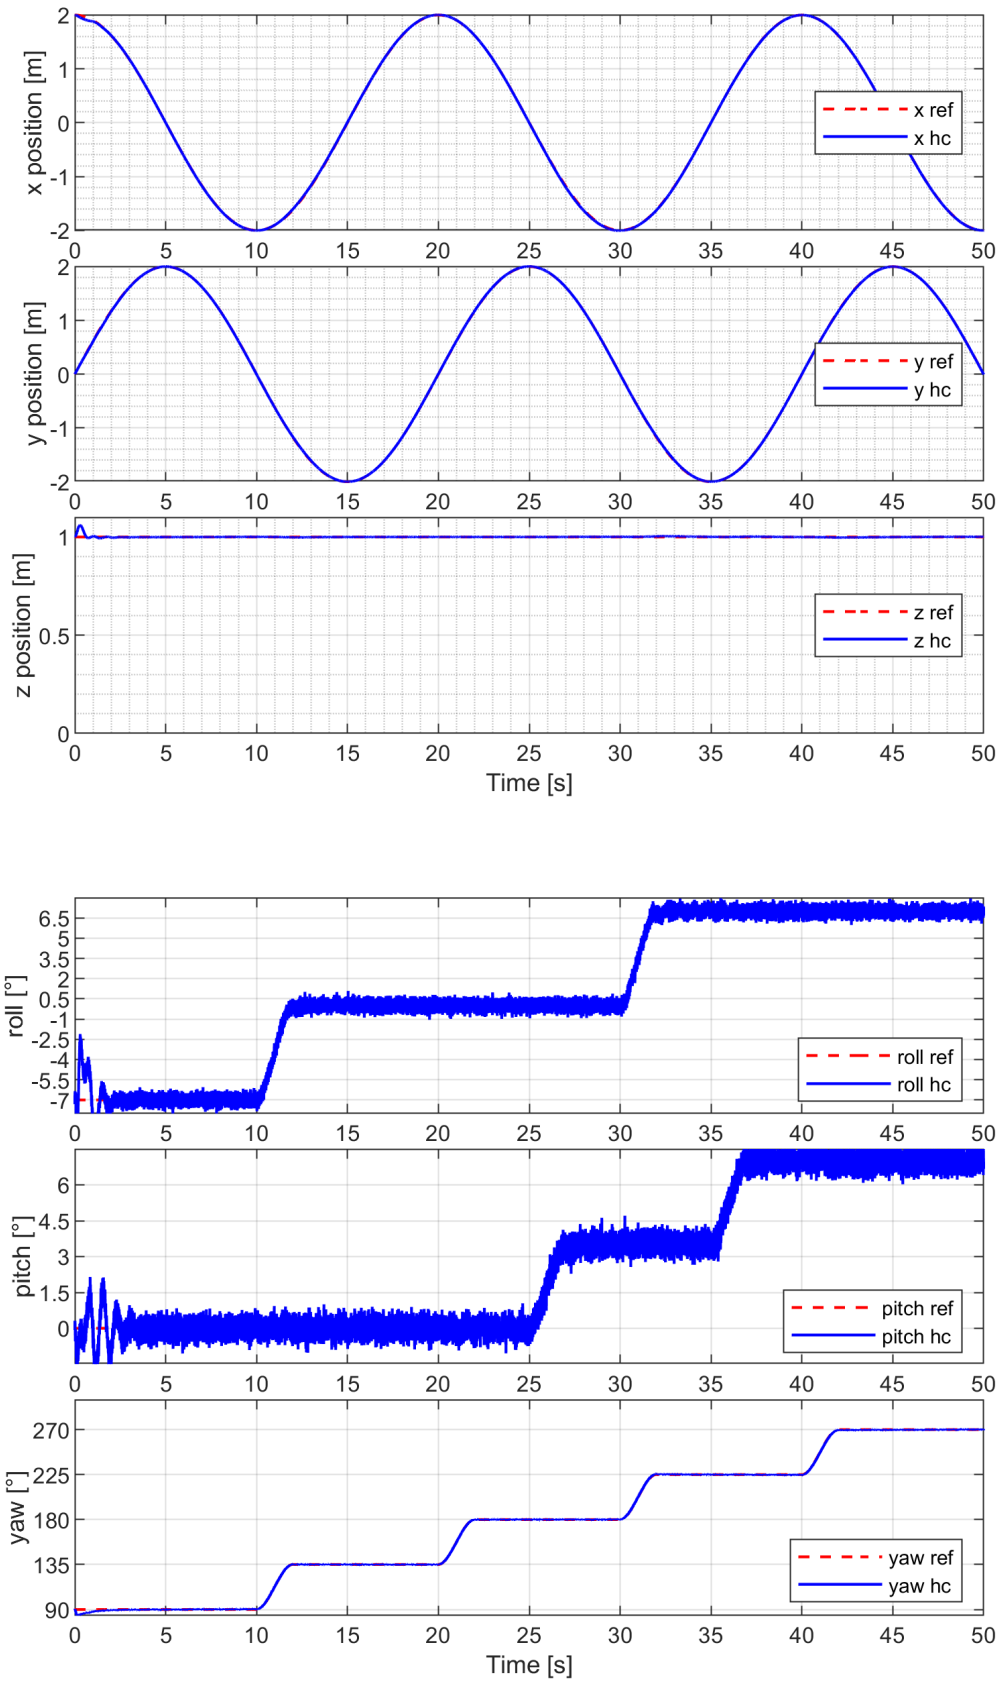 2
1
0
-1
-2
x position [m]
x ref
x hc
0 5 10 15 20 25 30 35 40 45 50
2
1
0
-1
-2
y position [m]
y ref
y hc
0 5 10 15 20 25 30 35 40 45 50
1
0.5
0
z position [m]
z ref
z hc
0 5 10 15 20 25 30 35 40 45 50
Time [s]
6.5
5
3.5
2
0.5
-1
-2.5
-4
-5.5
-7
roll [°]
roll ref
roll hc
0 5 10 15 20 25 30 35 40 45 50
6
4.5
3
1.5
0
pitch [°]
pitch ref
pitch hc
0 5 10 15 20 25 30 35 40 45 50
270
225
180
135
90
yaw [°]
yaw ref
yaw hc
0 5 10 15 20 25 30 35 40 45 50
Time [s]